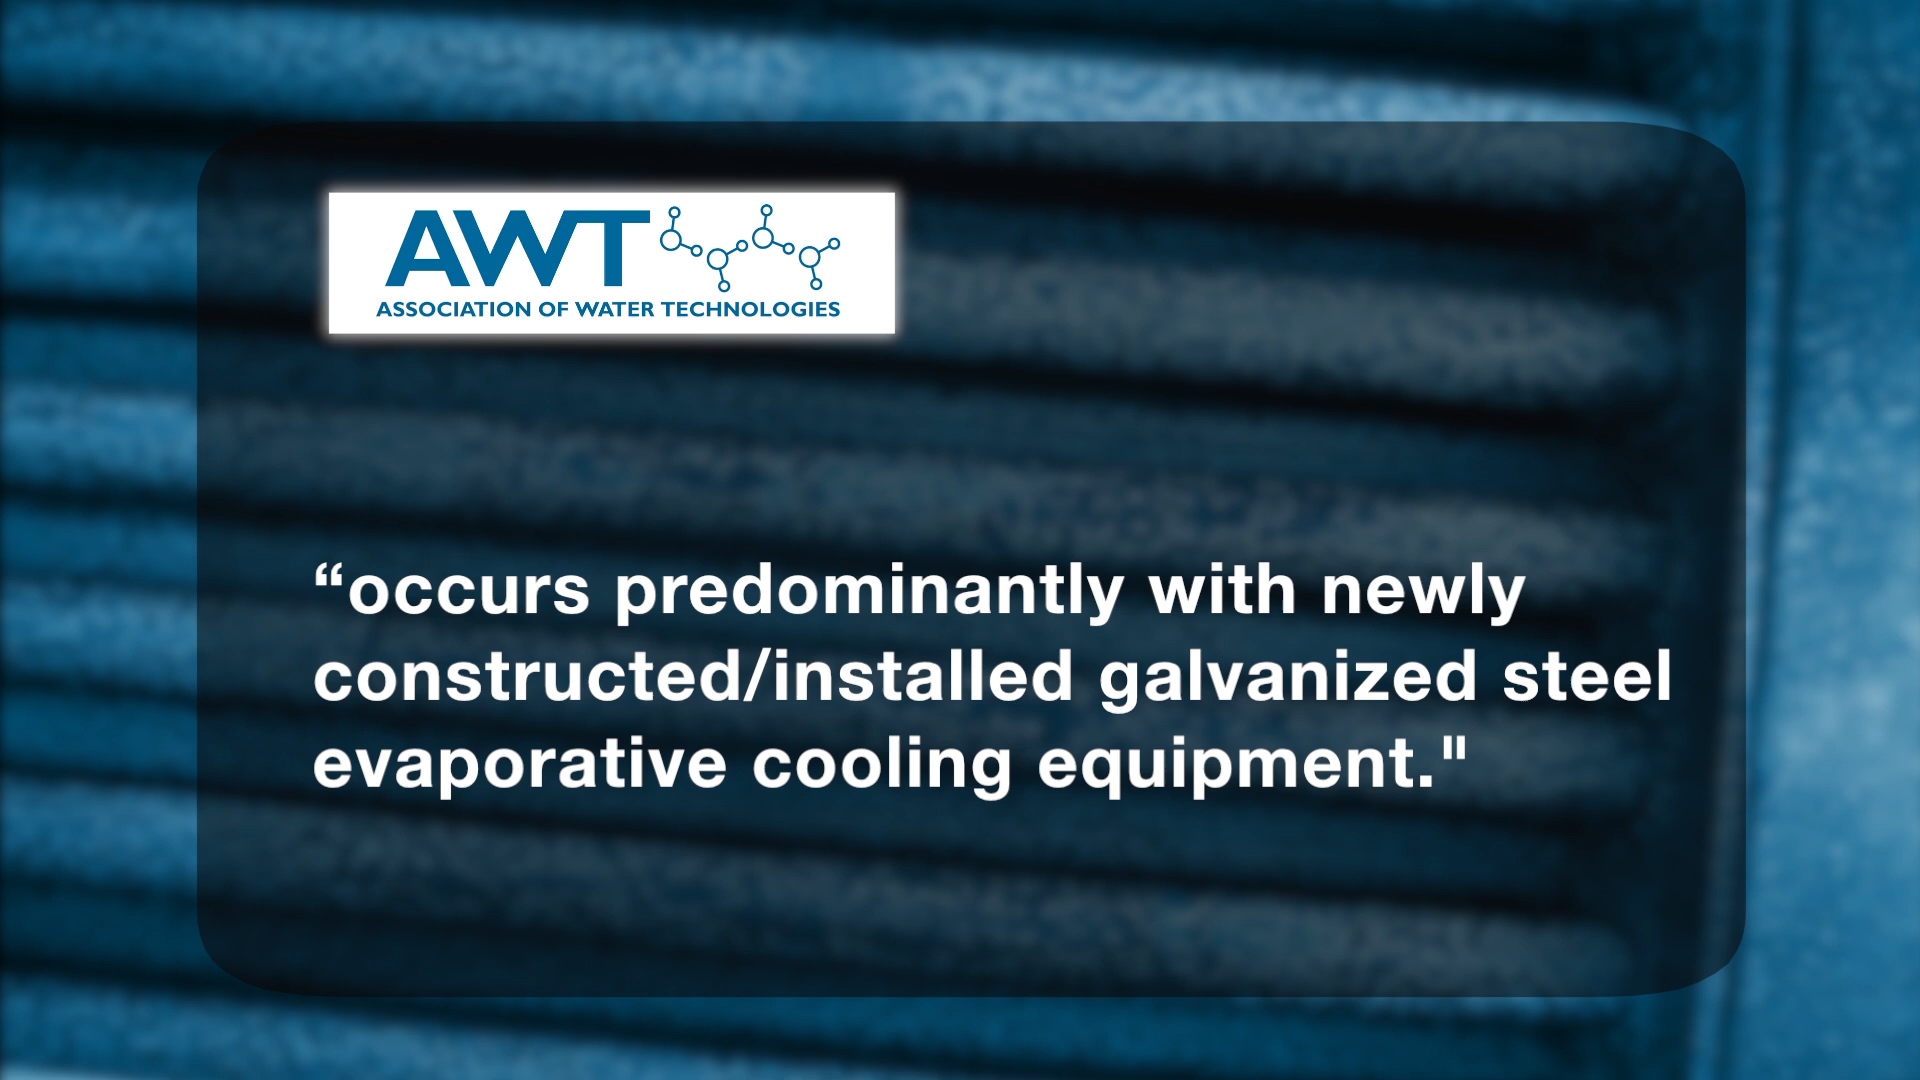 AWT
ASSOCIATION OF WATER TECHNOLOGIES
“occurs predominantly with newly
constructed/installed galvanized steel
evaporative cooling equipment."